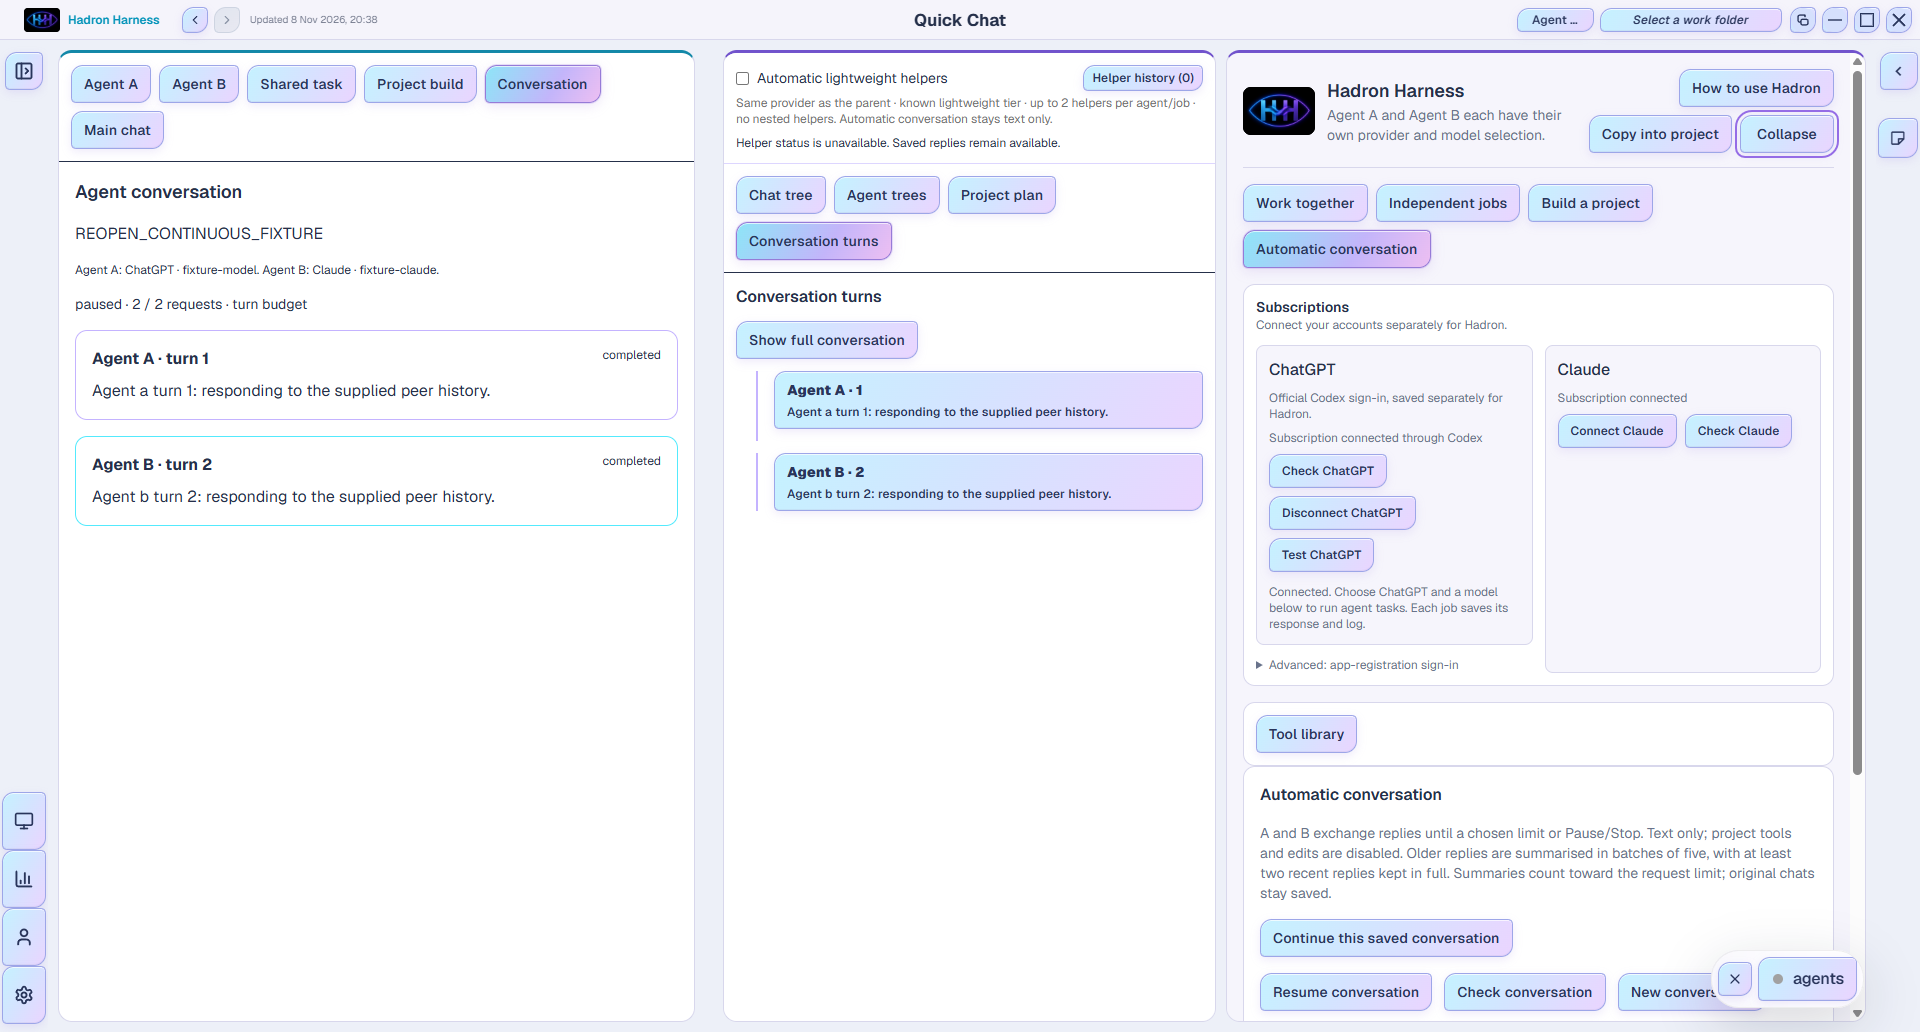 Hadron Harness
Updated 8 Nov 2026, 20:38
Quick Chat
Agent ...
Select a work folder
Agent A
Agent B
Shared task
Project build
Conversation
Main chat
Agent conversation
REOPEN_CONTINUOUS_FIXTURE
Agent A: ChatGPT · fixture-model. Agent B: Claude · fixture-claude.
paused · 2 / 2 requests · turn budget
Agent A · turn 1
completed
Agent a turn 1: responding to the supplied peer history.
Agent B · turn 2
completed
Agent b turn 2: responding to the supplied peer history.
Automatic lightweight helpers
Helper history (0)
Same provider as the parent · known lightweight tier · up to 2 helpers per agent/job ·
no nested helpers. Automatic conversation stays text only.
Helper status is unavailable. Saved replies remain available.
Chat tree
Agent trees
Project plan
Conversation turns
Conversation turns
Show full conversation
Agent A · 1
Agent a turn 1: responding to the supplied peer history.
Agent B · 2
Agent b turn 2: responding to the supplied peer history.
Hadron Harness
Agent A and Agent B each have their
own provider and model selection.
How to use Hadron
Copy into project
Collapse
Work together
Independent jobs
Build a project
Automatic conversation
Subscriptions
Connect your accounts separately for Hadron.
ChatGPT
Official Codex sign-in, saved separately for
Hadron.
Subscription connected through Codex
Check ChatGPT
Disconnect ChatGPT
Test ChatGPT
Connected. Choose ChatGPT and a model
below to run agent tasks. Each job saves its
response and log.
Claude
Subscription connected
Connect Claude
Check Claude
Advanced: app-registration sign-in
Tool library
Automatic conversation
A and B exchange replies until a chosen limit or Pause/Stop. Text only; project tools
and edits are disabled. Older replies are summarised in batches of five, with at least
two recent replies kept in full. Summaries count toward the request limit; original chats
stay saved.
Continue this saved conversation
Resume conversation
Check conversation
New convers
agents